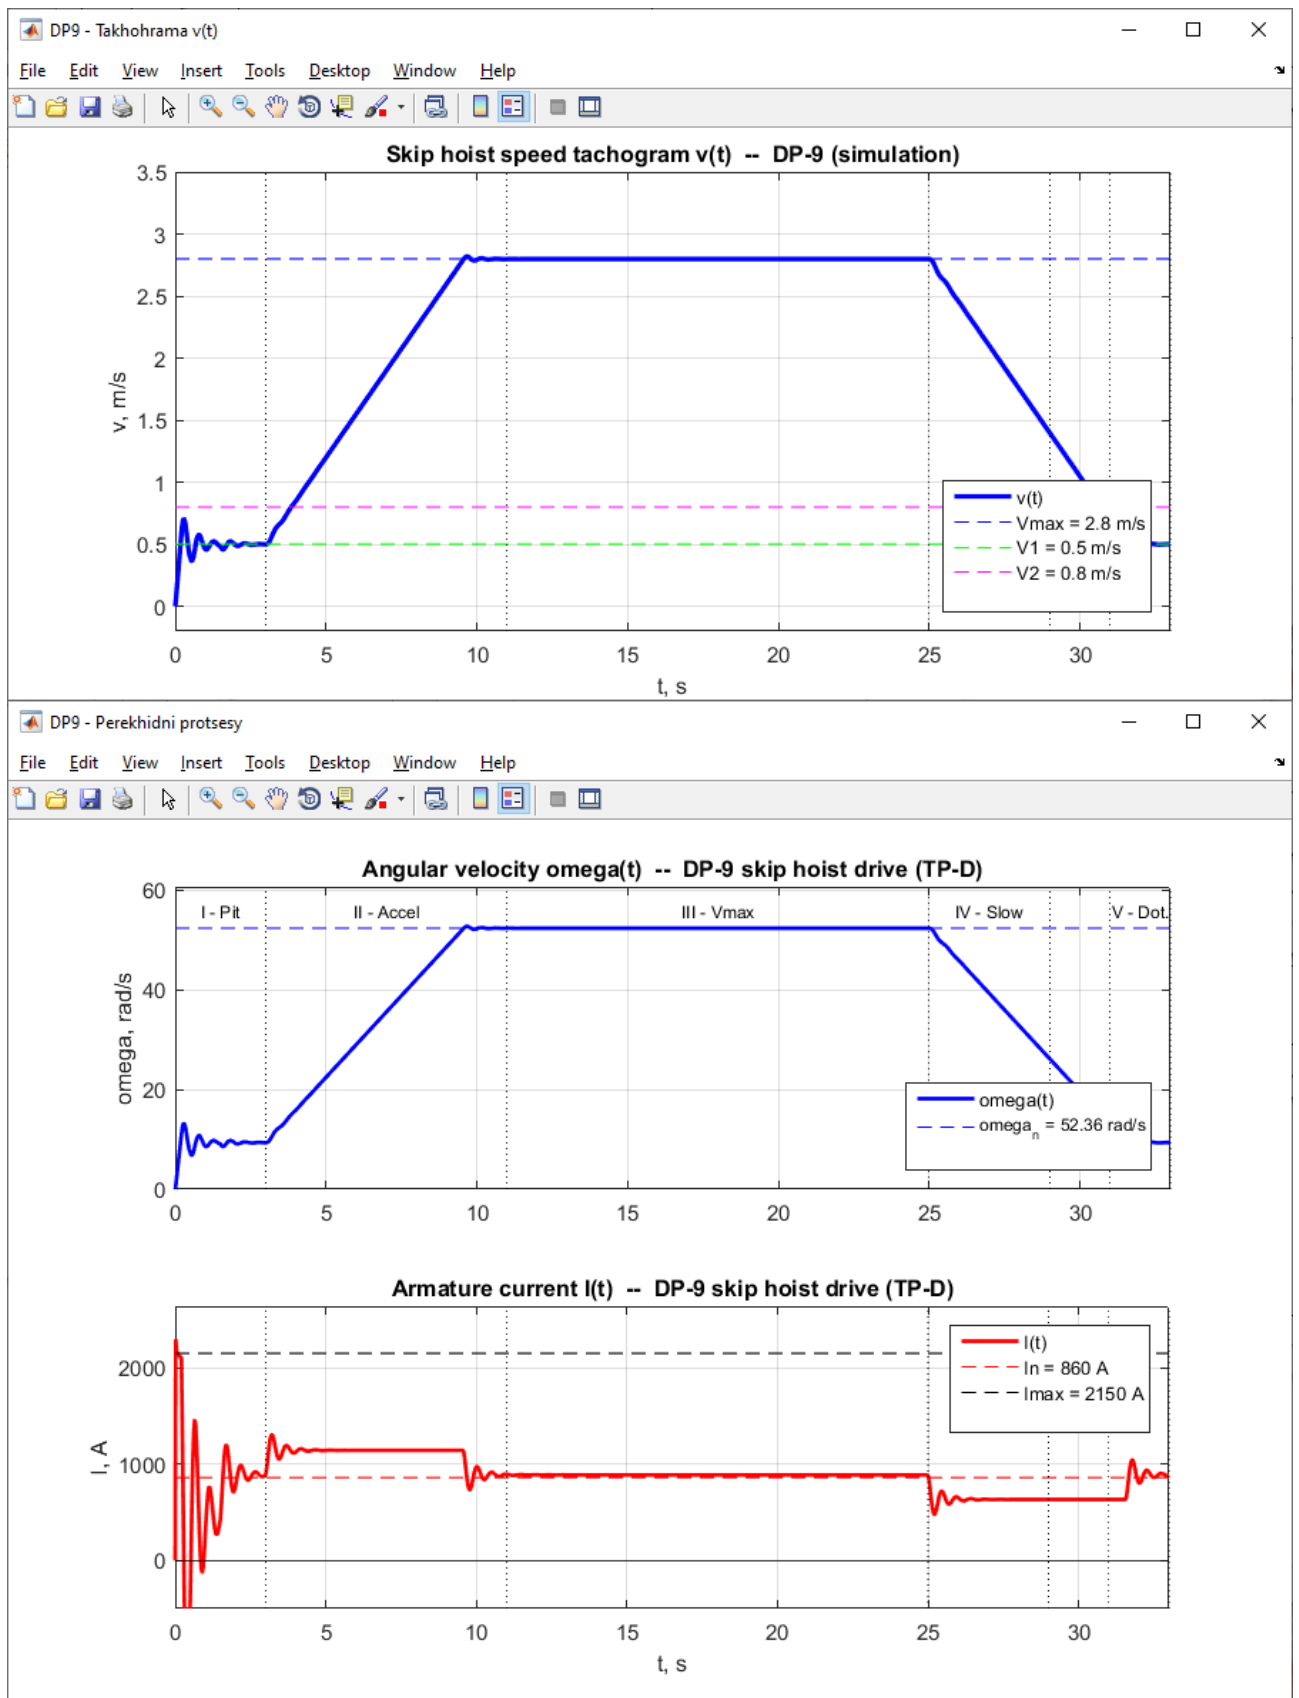 DP9 - Takhohrama v(t)
File Edit View Insert Tools Desktop Window Help
Skip hoist speed tachogram v(t) -- DP-9 (simulation)
3.5
3
2.5
2
1.5
1
0.5
0
v, m/s
v(t)
Vmax = 2.8 m/s
V1 = 0.5 m/s
V2 = 0.8 m/s
0 5 10 15 20 25 30
t, s
DP9 - Perekhidni protsesy
File Edit View Insert Tools Desktop Window Help
Angular velocity omega(t) -- DP-9 skip hoist drive (TP-D)
60
40
20
0
omega, rad/s
I - Pit II - Accel III - Vmax IV - Slow V - Dot.
omega(t)
omega_n = 52.36 rad/s
0 5 10 15 20 25 30
Armature current I(t) -- DP-9 skip hoist drive (TP-D)
2000
1000
0
I, A
I(t)
In = 860 A
Imax = 2150 A
0 5 10 15 20 25 30
t, s